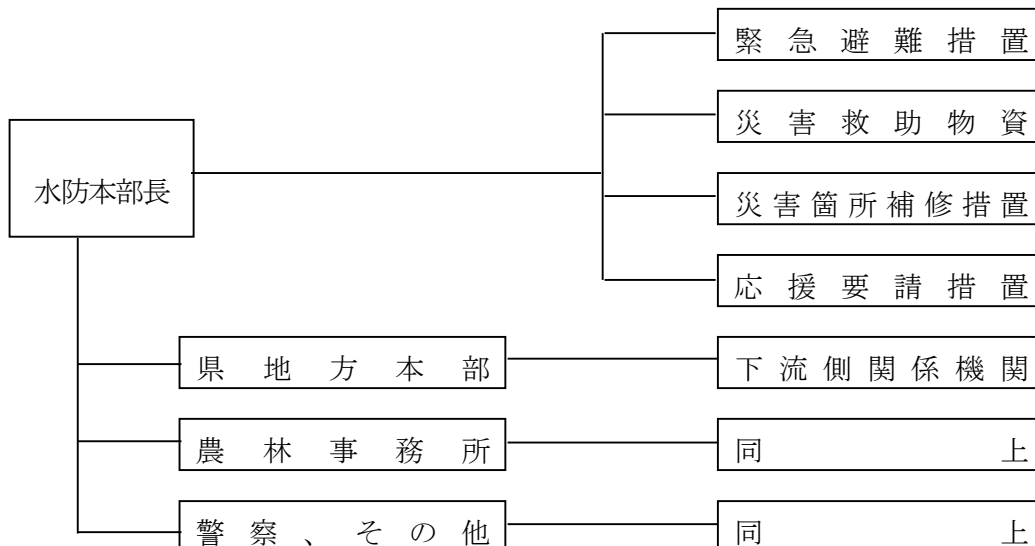 緊急避難措置
災害救助物資
水防本部長
災害箇所補修措置
応援要請措置
県地方本部
下流側関係機関
農林事務所
同上
警察、その他
同上